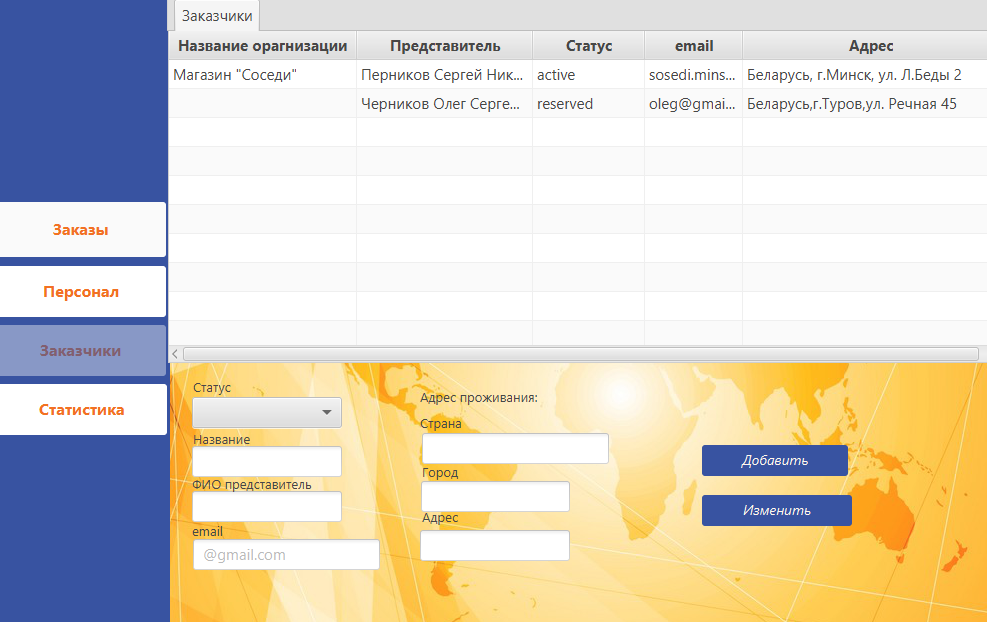 Заказчики
Название орагнизации Представитель Статус email Адрес
Магазин "Соседи" Перников Сергей Ник... active sosedi.mins... Беларусь, г.Минск, ул. Л.Беды 2
Черников Олег Серге... reserved oleg@gmai... Беларусь,г.Туров,ул. Речная 45
Заказы
Персонал
Заказчики
Статистика
Статус
Название
ФИО представитель
email
@gmail.com
Адрес проживания:
Страна
Город
Адрес
Добавить
Изменить